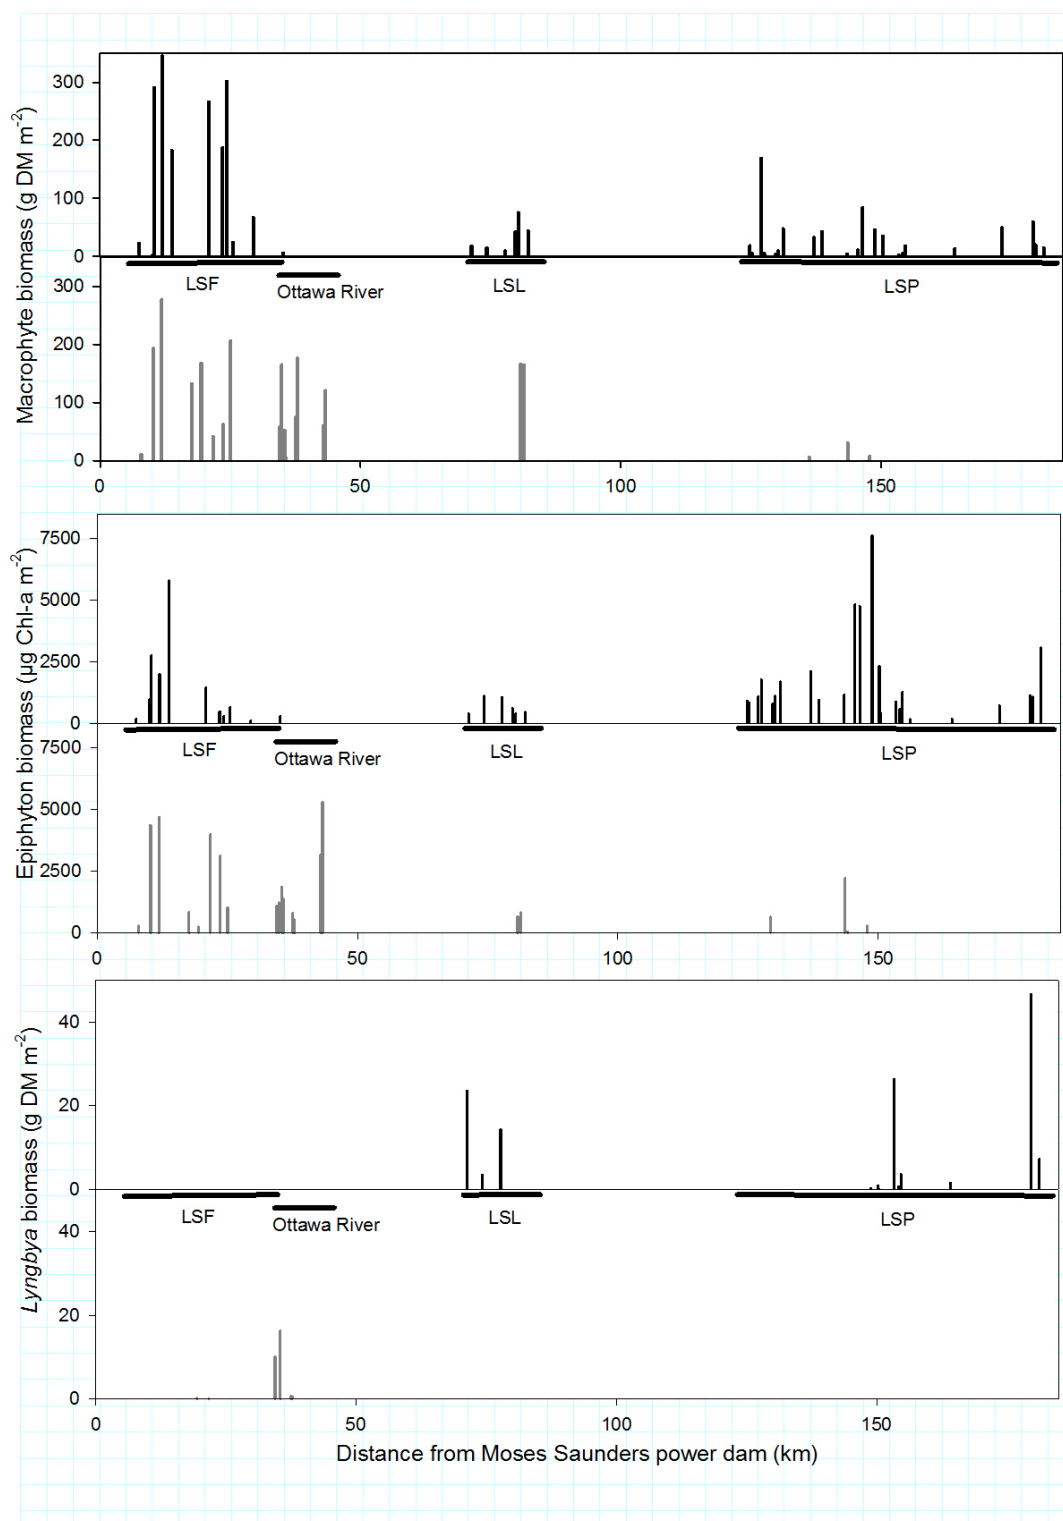 Macrophyte biomass (g DM m-2)
300
200
100
0
LSF
Ottawa River
LSL
LSP
300
200
100
0
0 50 100 150
Epiphyton biomass (µg Chl-a m-2)
7500
5000
2500
0
LSF
Ottawa River
LSL
LSP
7500
5000
2500
0
0 50 100 150
Lyngbya biomass (g DM m-2)
40
20
0
LSF
Ottawa River
LSL
LSP
40
20
0
0 50 100 150
Distance from Moses Saunders power dam (km)